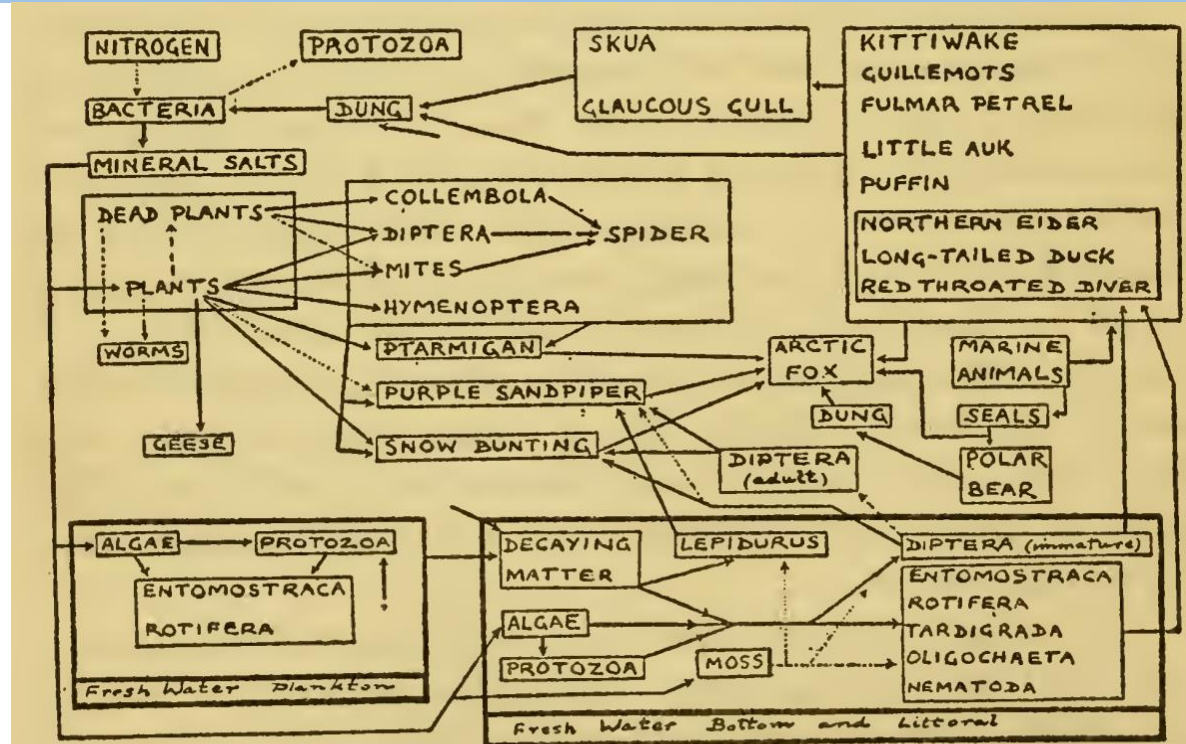 NITROGEN
PROTOZOA
BACTERIA
DUNG
MINERAL SALTS
SKUA
GLAUCOUS GULL
KITTIWAKE
GUILLEMOTS
FULMAR PETREL
LITTLE AUK
PUFFIN
NORTHERN EIDER
LONG-TAILED DUCK
RED THROATED DIVER
DEAD PLANTS
PLANTS
WORMS
GEESE
COLLEMBOLA
DIPTERA
SPIDER
MITES
HYMENOPTERA
PTARMIGAN
PURPLE SANDPIPER
SNOW BUNTING
ARCTIC
FOX
MARINE
ANIMALS
DUNG
SEALS
POLAR
BEAR
DIPTERA
(adult)
ALGAE
PROTOZOA
ENTOMOSTRACA
ROTIFERA
Fresh Water Plankton
DECAYING
MATTER
LEPIDURUS
DIPTERA (immature)
ALGAE
PROTOZOA
MOSS
ENTOMOSTRACA
ROTIFERA
TARDIGRADA
OLIGOCHAETA
NEMATODA
Fresh Water Bottom and Littoral